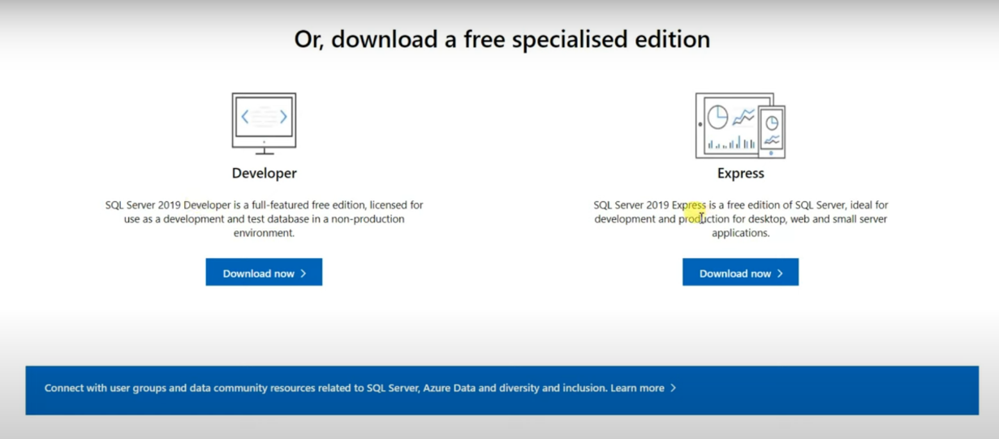 Or, download a free specialised edition
Developer
SQL Server 2019 Developer is a full-featured free edition, licensed for
use as a development and test database in a non-production
environment.
Download now
Express
SQL Server 2019 Express is a free edition of SQL Server, ideal for
development and production for desktop, web and small server
applications.
Download now
Connect with user groups and data community resources related to SQL Server, Azure Data and diversity and inclusion. Learn more